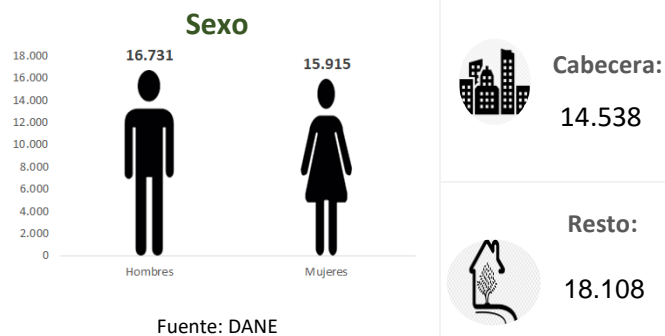 Sexo
18.000
16.000
14.000
12.000
10.000
8.000
6.000
4.000
2.000
0
16.731
15.915
Hombres
Mujeres
Fuente: DANE
Cabecera:
14.538
Resto:
18.108